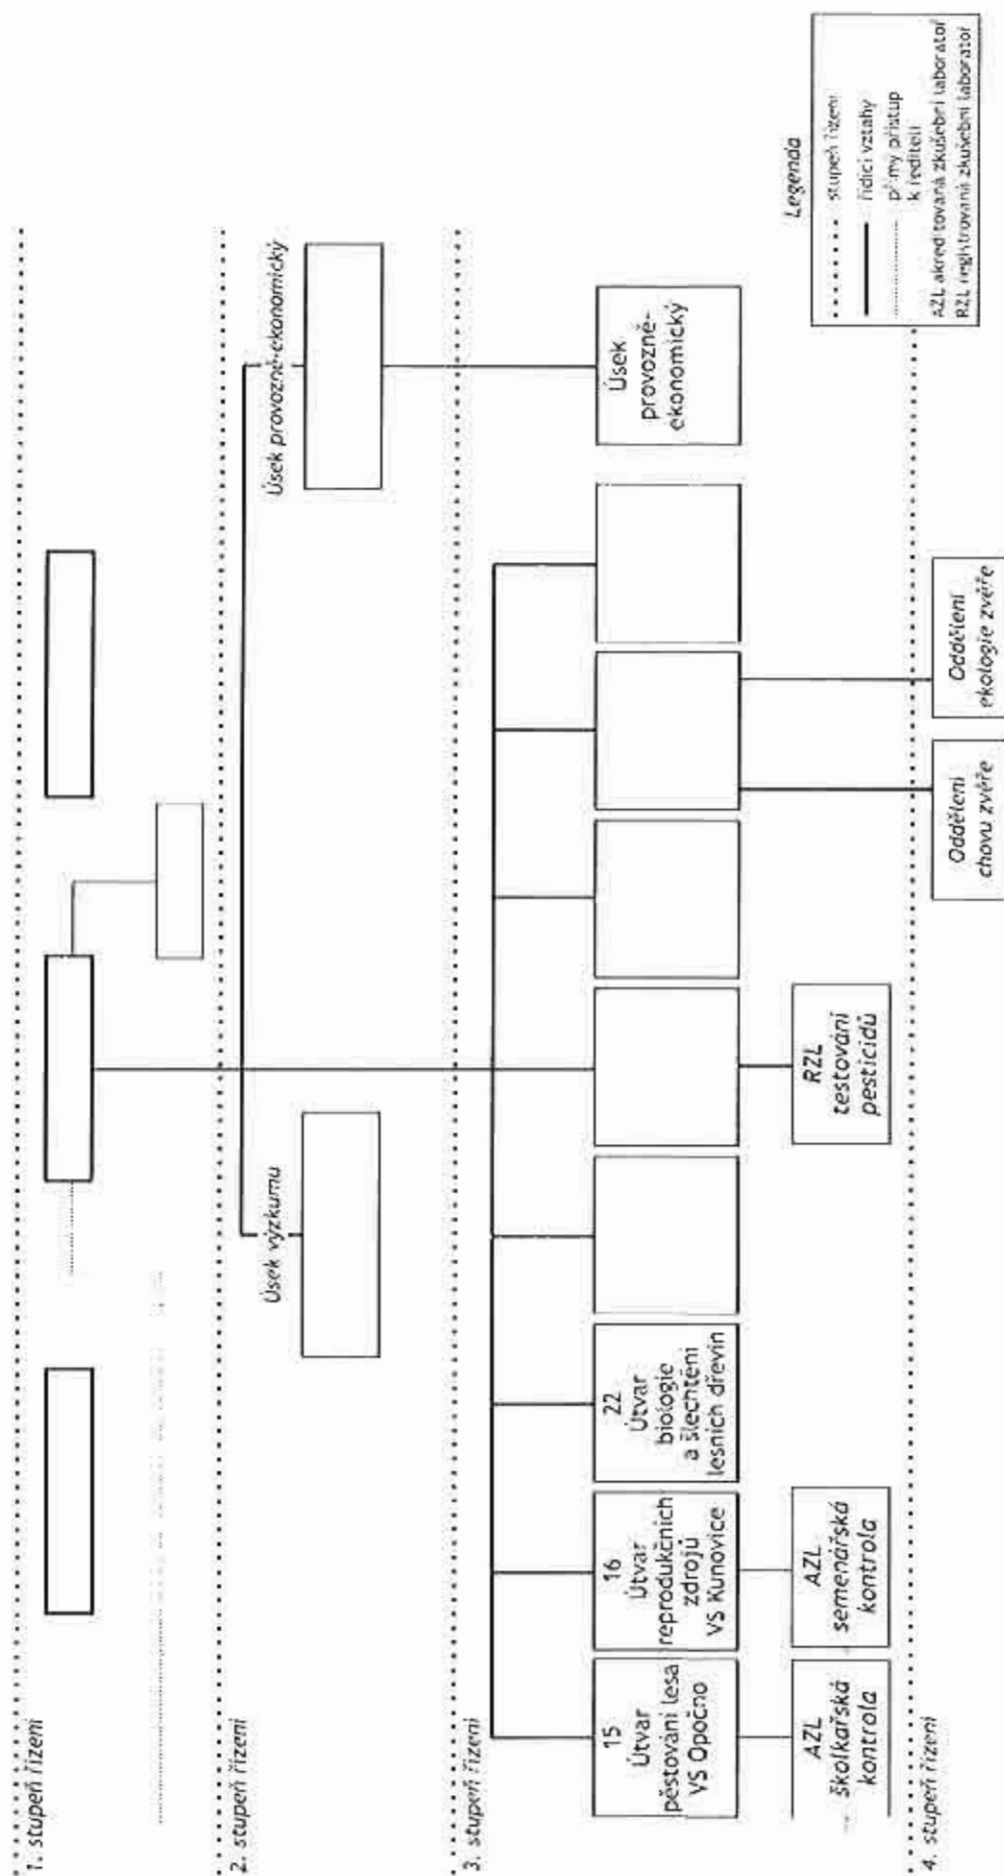 1. stupeň řízení
2. stupeň řízení
Úsek výzkumu
Úsek provozně-ekonomický
3. stupeň řízení
15
Útvar
pěstování lesa
VS Opočno
16
Útvar
reprodukčních
zdrojů
VS Kunovice
22
Útvar
biologie
a šlechtění
lesních dřevin
Úsek
provozně-
ekonomický
AZL
školkařská
kontrola
AZL
semenářská
kontrola
RZL
testování
pesticidů
4. stupeň řízení
Oddělení
chovu zvěře
Oddělení
ekologie zvěře
Legenda
stupeň řízení
řídící vztahy
přímý přístup
k řediteli
AZL akreditovaná zkušební laboratoř
RZL registrovaná zkušební laboratoř